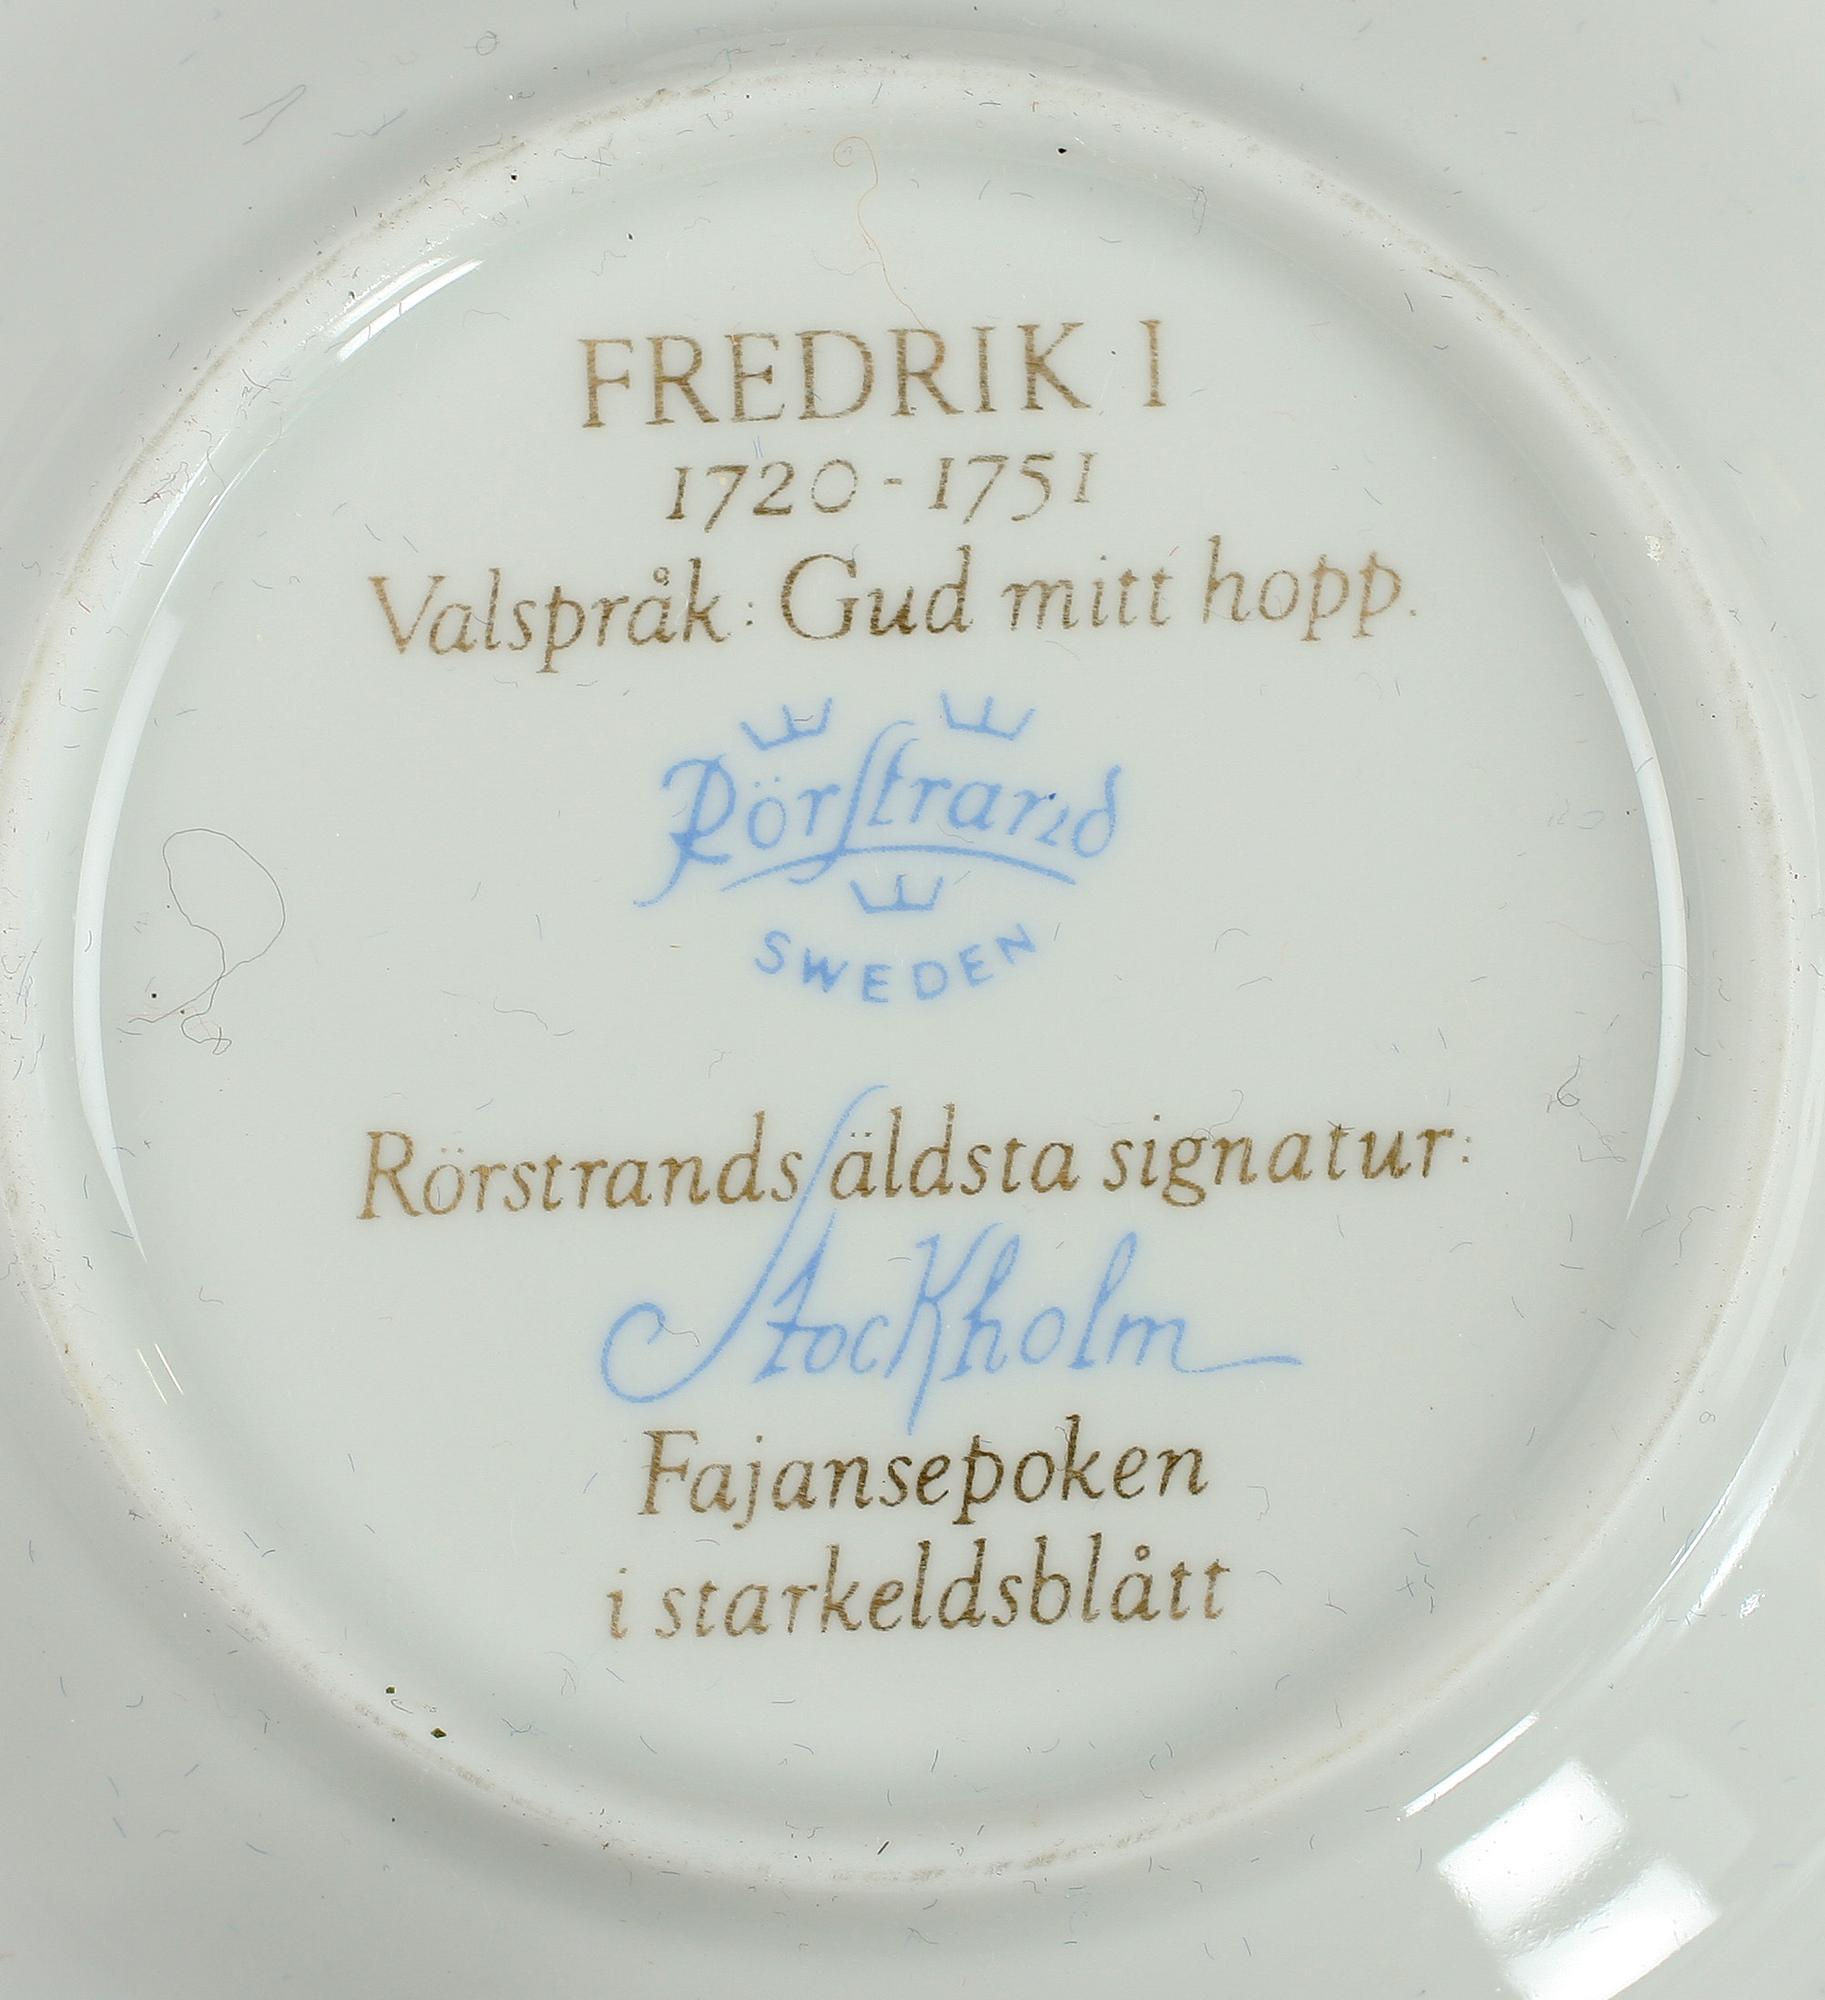 FREDRIK I
1720 - 1751
Valspråk: Gud mitt hopp.
Rörstrand
SWEDEN
Rörstrands äldsta signatur:
Stockholm
Fajansepoken
i starkeldsblått